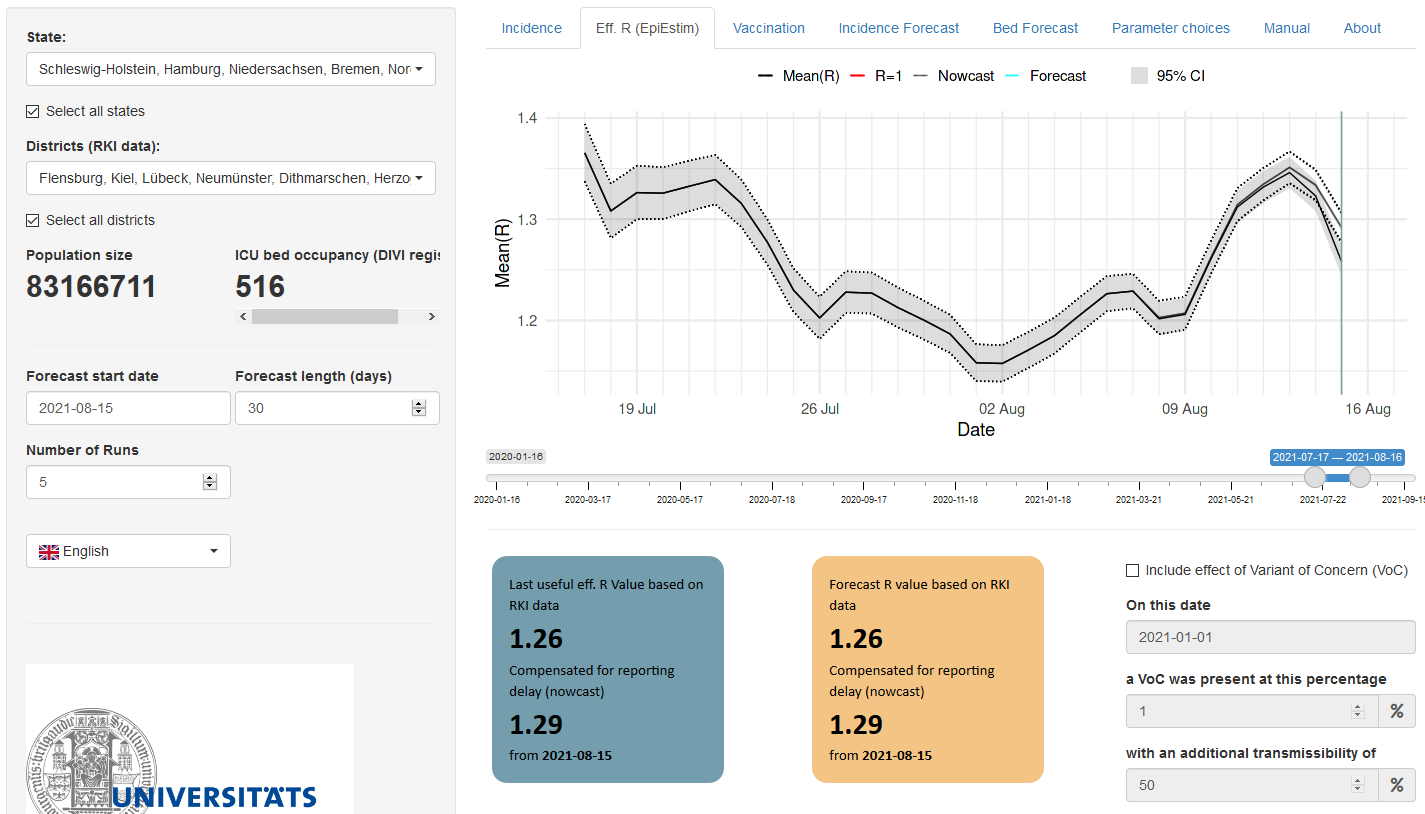 State:
Schleswig-Holstein, Hamburg, Niedersachsen, Bremen, Nor
Select all states
Districts (RKI data):
Flensburg, Kiel, Lübeck, Neumünster, Dithmarschen, Herzo
Select all districts
Population size
83166711
ICU bed occupancy (DIVI regis
516
Forecast start date
2021-08-15
Forecast length (days)
30
Number of Runs
5
English
UNIVERSITÄTS
Incidence
Eff. R (EpiEstim)
Vaccination
Incidence Forecast
Bed Forecast
Parameter choices
Manual
About
Mean(R)
R=1
Nowcast
Forecast
95% CI
Mean(R)
1.4
1.3
1.2
19 Jul
26 Jul
02 Aug
09 Aug
16 Aug
Date
2020-01-16
2021-07-17 — 2021-08-16
2020-01-16
2020-03-17
2020-05-17
2020-07-18
2020-09-17
2020-11-18
2021-01-18
2021-03-21
2021-05-21
2021-07-22
2021-09-15
Last useful eff. R Value based on
RKI data
1.26
Compensated for reporting
delay (nowcast)
1.29
from 2021-08-15
Forecast R value based on RKI
data
1.26
Compensated for reporting
delay (nowcast)
1.29
from 2021-08-15
Include effect of Variant of Concern (VoC)
On this date
2021-01-01
a VoC was present at this percentage
1
%
with an additional transmissibility of
50
%